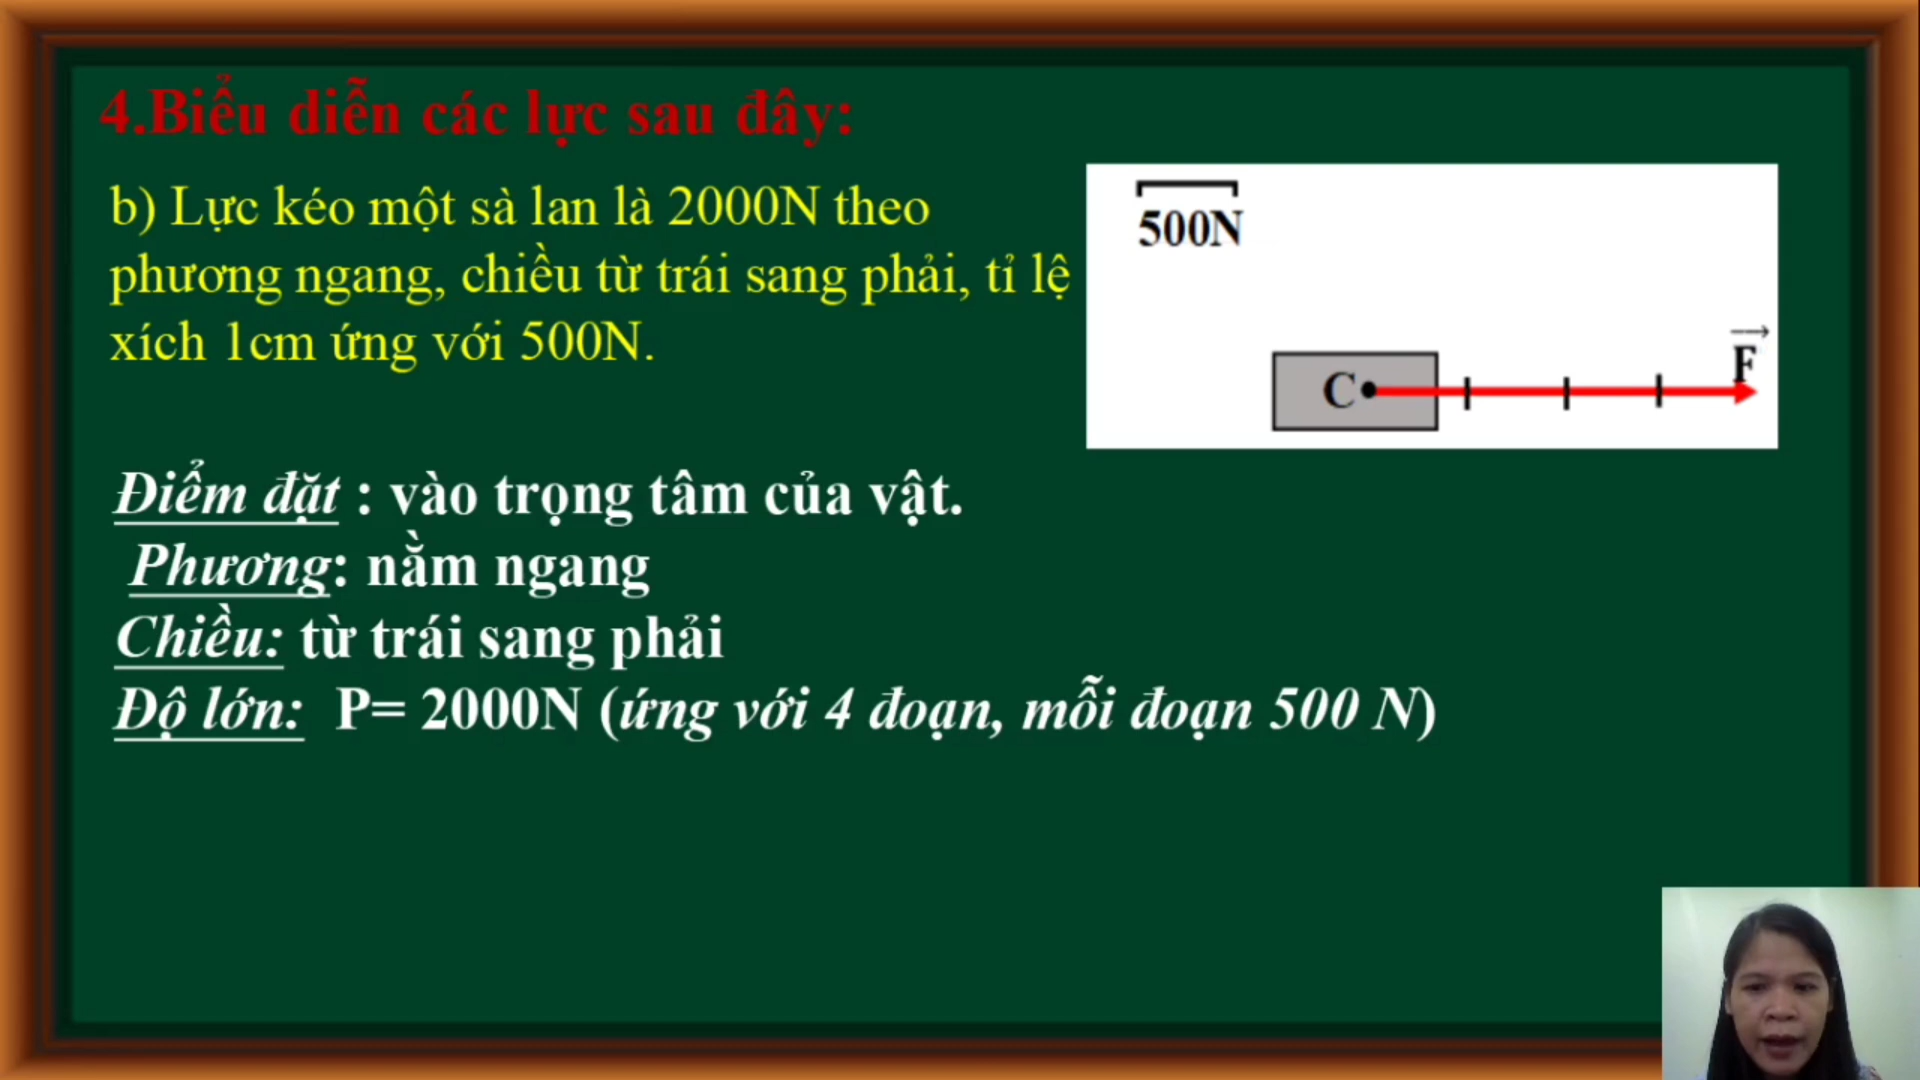 4.Biểu diễn các lực sau đây:
b) Lực kéo một sà lan là 2000N theo
phương ngang, chiều từ trái sang phải, tỉ lệ
xích 1cm ứng với 500N.
500N
F
C
Điểm đặt : vào trọng tâm của vật.
Phương: nằm ngang
Chiều: từ trái sang phải
Độ lớn: P= 2000N (ứng với 4 đoạn, mỗi đoạn 500 N)